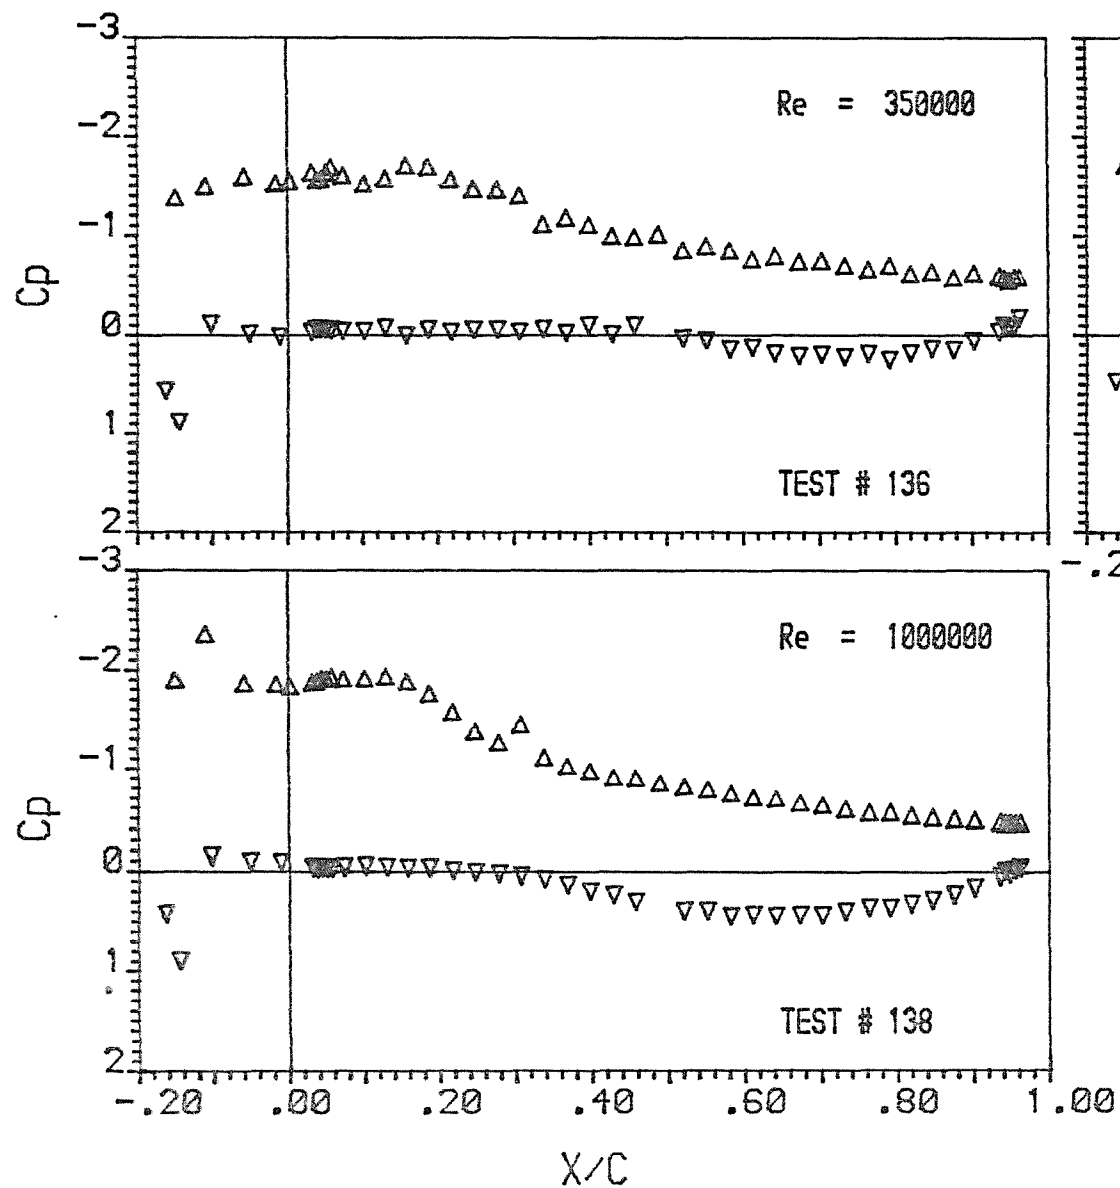 -3
Re = 350000
-2
-1
Cp
0
1
TEST # 136
2
-.2
-3
Re = 1000000
-2
-1
Cp
0
1
TEST # 138
2
-.20 .00 .20 .40 .60 .80 1.00
X/C